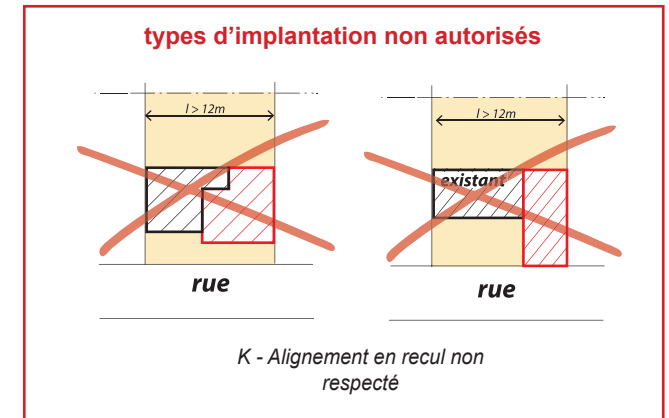 types d’implantation non autorisés
l > 12m
l > 12m
existant
rue
rue
K - Alignement en recul non
respecté